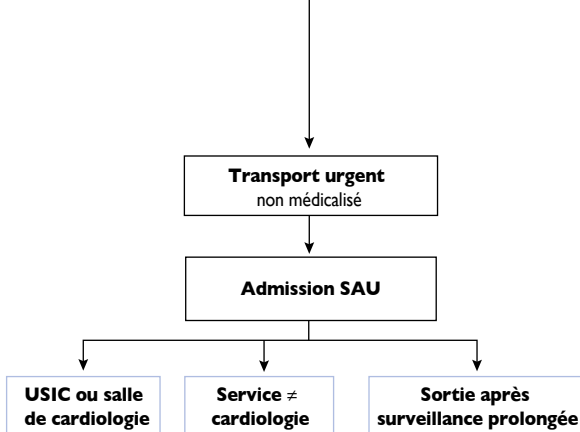 Transport urgent
non médicalisé
Admission SAU
USIC ou salle
de cardiologie
Service ≠
cardiologie
Sortie après
surveillance prolongée